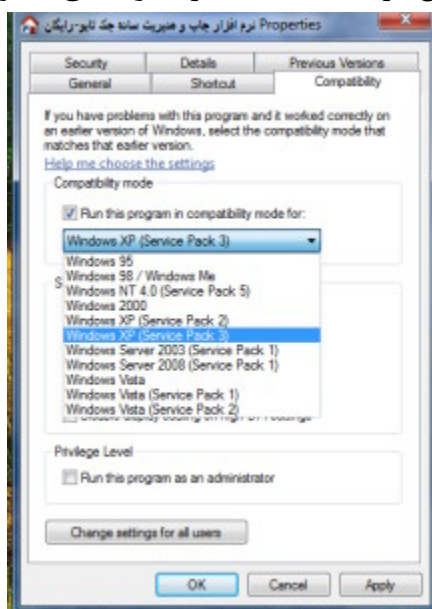 نرم افزار چاپ و مدیریت ساده چک تایو-رایگان Properties
Security Details Previous Versions
General Shortcut Compatibility
If you have problems with this program and it worked correctly on
an earlier version of Windows, select the compatibility mode that
matches that earlier version.
Help me choose the settings
Compatibility mode
Run this program in compatibility mode for:
Windows XP (Service Pack 3)
Windows 95
Windows 98 / Windows Me
Windows NT 4.0 (Service Pack 5)
Windows 2000
Windows XP (Service Pack 2)
Windows XP (Service Pack 3)
Windows Server 2003 (Service Pack 1)
Windows Server 2008 (Service Pack 1)
Windows Vista
Windows Vista (Service Pack 1)
Windows Vista (Service Pack 2)
Privilege Level
Run this program as an administrator
Change settings for all users
OK Cancel Apply